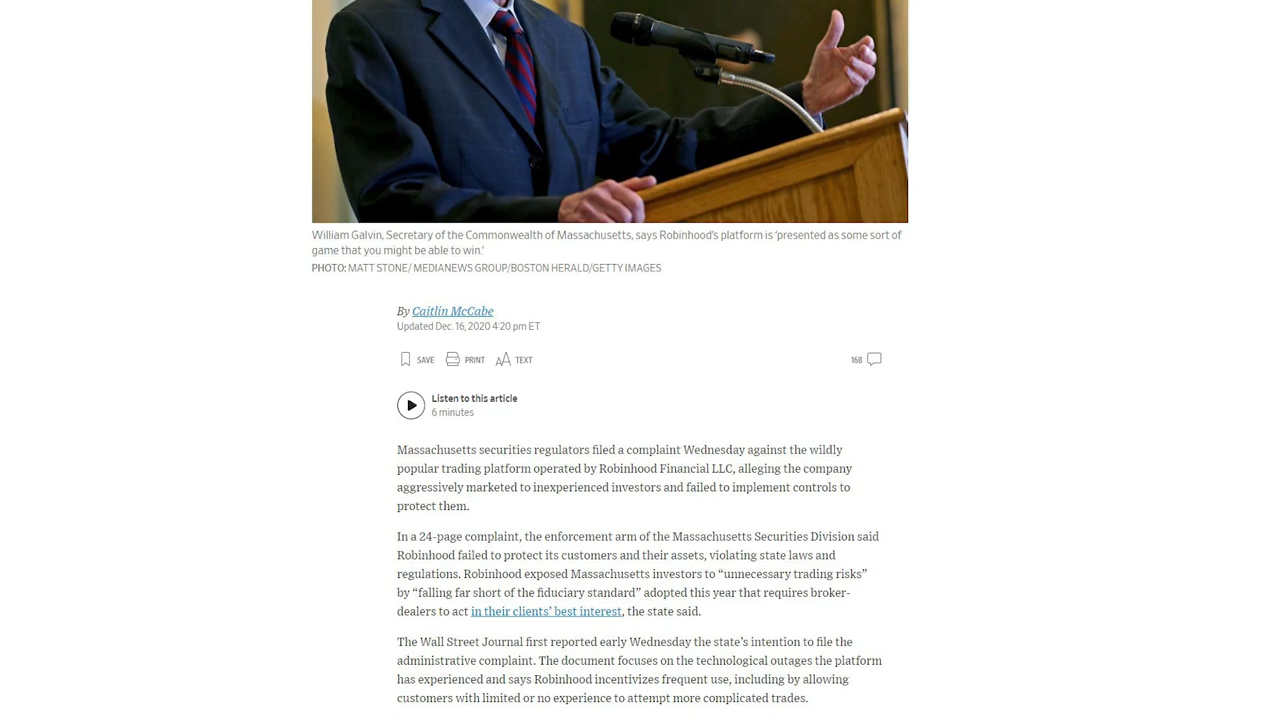 William Galvin, Secretary of the Commonwealth of Massachusetts, says Robinhood's platform is 'presented as some sort of
game that you might be able to win.'
PHOTO: MATT STONE/ MEDIANEWS GROUP/BOSTON HERALD/GETTY IMAGES
By Caitlin McCabe
Updated Dec. 16, 2020 4:20 pm ET
SAVE PRINT AA TEXT 168
Listen to this article
6 minutes
Massachusetts securities regulators filed a complaint Wednesday against the wildly
popular trading platform operated by Robinhood Financial LLC, alleging the company
aggressively marketed to inexperienced investors and failed to implement controls to
protect them.
In a 24-page complaint, the enforcement arm of the Massachusetts Securities Division said
Robinhood failed to protect its customers and their assets, violating state laws and
regulations. Robinhood exposed Massachusetts investors to “unnecessary trading risks”
by “falling far short of the fiduciary standard” adopted this year that requires broker-
dealers to act in their clients’ best interest, the state said.
The Wall Street Journal first reported early Wednesday the state’s intention to file the
administrative complaint. The document focuses on the technological outages the platform
has experienced and says Robinhood incentivizes frequent use, including by allowing
customers with limited or no experience to attempt more complicated trades.